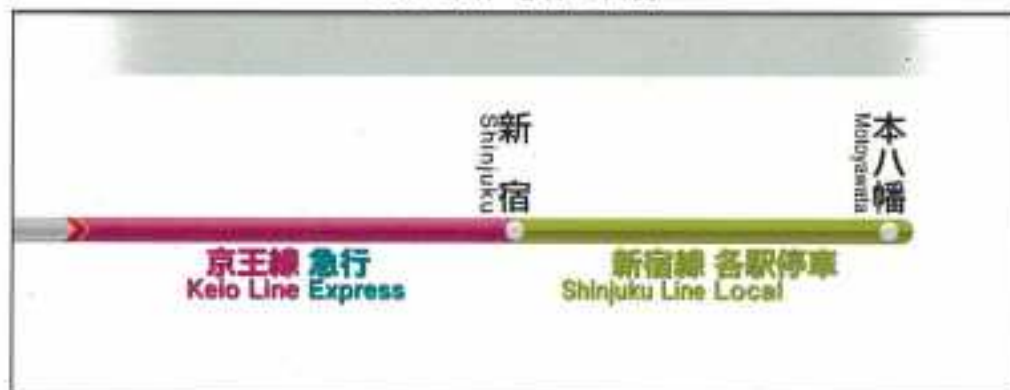 新宿
Shinjuku
本八幡
Motoyawata
京王線 急行
Keio Line Express
新宿線 各駅停車
Shinjuku Line Local